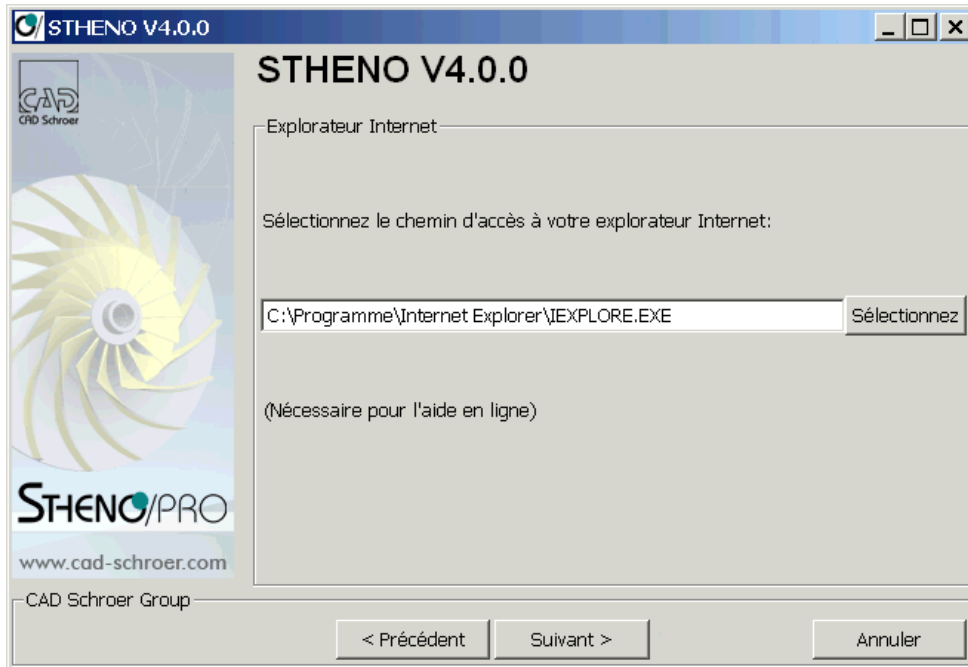 STHENO V4.0.0
STHENO V4.0.0
CAD
CAD Schroer
Explorateur Internet
Sélectionnez le chemin d'accès à votre explorateur Internet:
C:\Programme\Internet Explorer\IEXPLORE.EXE
Sélectionnez
(Nécessaire pour l'aide en ligne)
STHENO/PRO
www.cad-schroer.com
CAD Schroer Group
< Précédent
Suivant >
Annuler